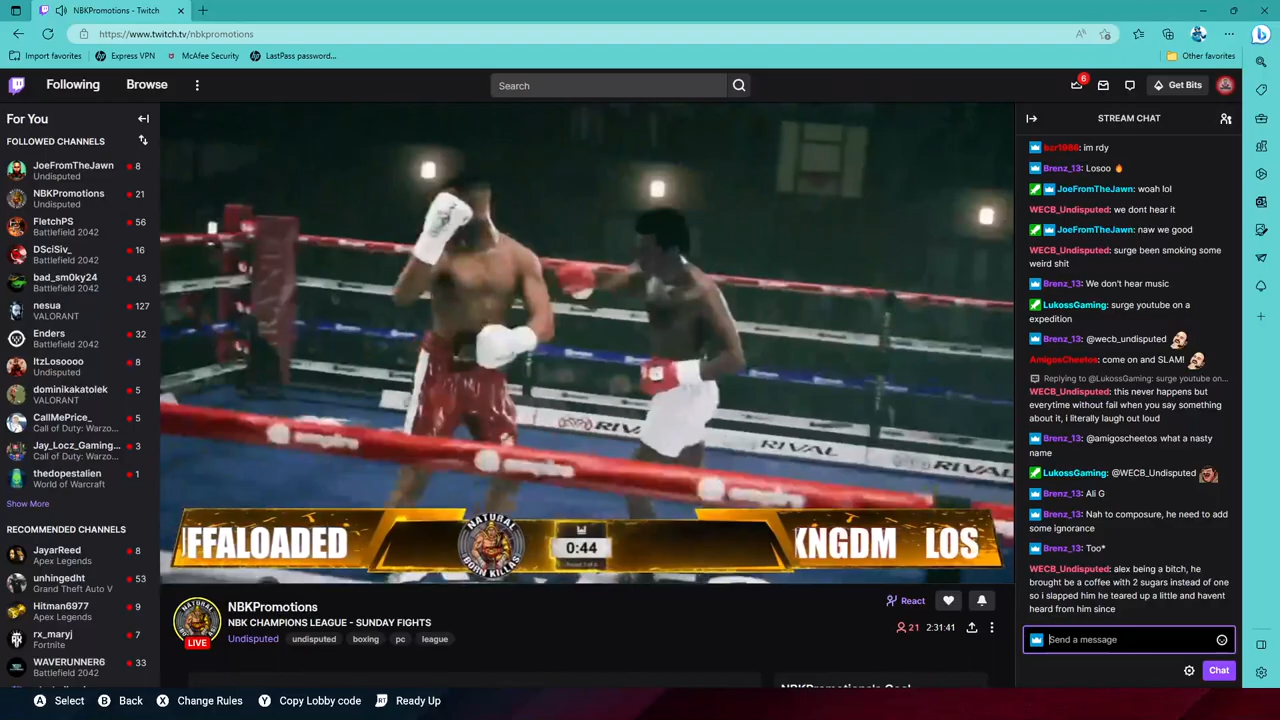 NBKPromotions - Twitch
https://www.twitch.tv/nbkpromotions
Import favorites
Express VPN
McAfee Security
LastPass password...
Other favorites
Following
Browse
Search
6
Get Bits
For You
FOLLOWED CHANNELS
JoeFromTheJawn
8
Undisputed
NBKPromotions
21
Undisputed
FletchPS
56
Battlefield 2042
DSciSiv_
16
Battlefield 2042
bad_sm0ky24
43
Battlefield 2042
nesua
127
VALORANT
Enders
32
Battlefield 2042
ItzLosoooo
8
Undisputed
dominikakatolek
5
VALORANT
CallMePrice_
5
Call of Duty: Warzo...
Jay_Locz_Gaming...
3
Call of Duty: Warzo...
thedopestalien
1
World of Warcraft
Show More
RECOMMENDED CHANNELS
JayarReed
8
Apex Legends
unhingedht
53
Grand Theft Auto V
Hitman6977
9
Apex Legends
rx_maryj
7
Fortnite
WAVERUNNER6
33
Battlefield 2042
RIVAL
RIVAL
RIVAL
FFALOADED
NATURAL
BORN KILLAS
0:44
KNGDM LOS
LIVE
NBKPromotions
NBK CHAMPIONS LEAGUE - SUNDAY FIGHTS
Undisputed
undisputed
boxing
pc
league
React
21
2:31:41
NBKPromotions's Goal
STREAM CHAT
bzr1986: im rdy
Brenz_13: Losoo
JoeFromTheJawn: woah lol
WECB_Undisputed: we dont hear it
JoeFromTheJawn: naw we good
WECB_Undisputed: surge been smoking some
weird shit
Brenz_13: We don't hear music
LukossGaming: surge youtube on a
expedition
Brenz_13: @wecb_undisputed
AmigosCheetos: come on and SLAM!
Replying to @LukossGaming: surge youtube on...
WECB_Undisputed: this never happens but
everytime without fail when you say something
about it, i literally laugh out loud
Brenz_13: @amigoscheetos what a nasty
name
LukossGaming: @WECB_Undisputed
Brenz_13: Ali G
Brenz_13: Nah to composure, he need to add
some ignorance
Brenz_13: Too*
WECB_Undisputed: alex being a bitch, he
brought be a coffee with 2 sugars instead of one
so i slapped him he teared up a little and havent
heard from him since
Send a message
Chat
A Select
B Back
X Change Rules
Y Copy Lobby code
RT Ready Up